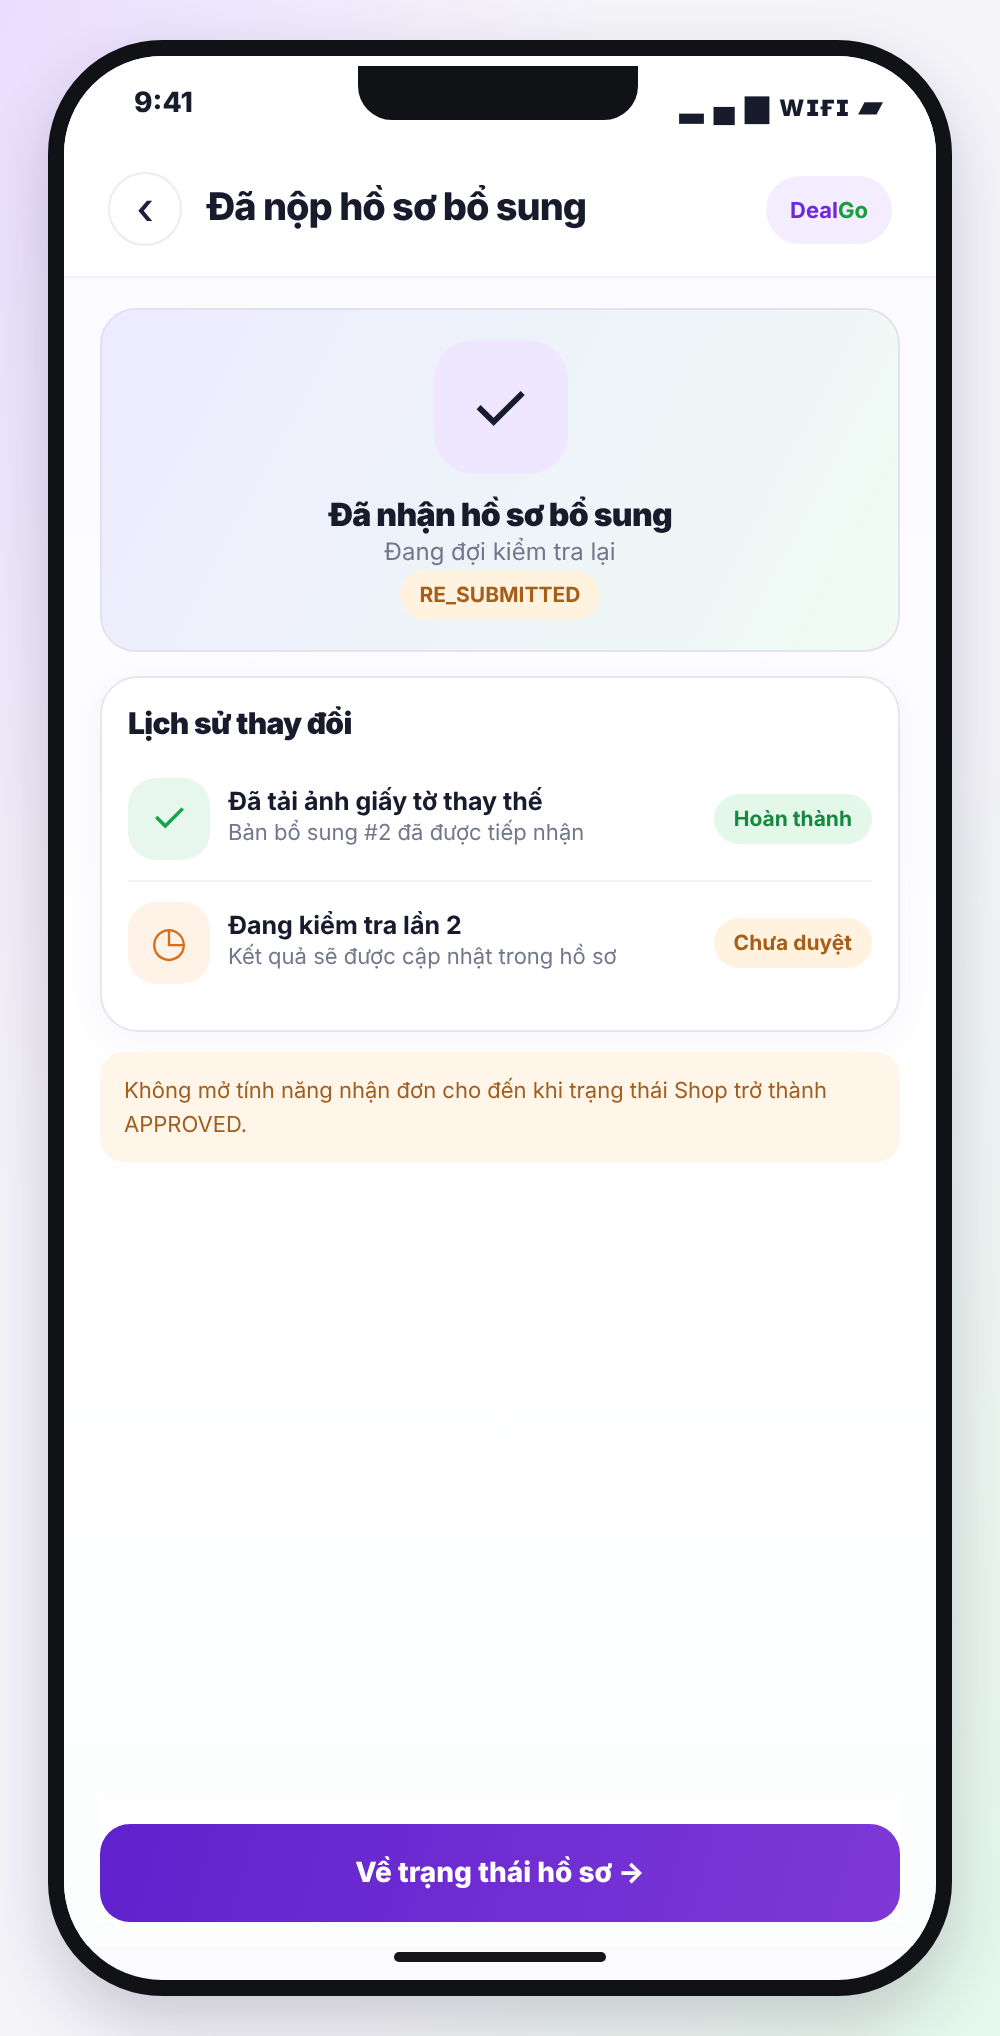 9:41
WIFI
‹ Đã nộp hồ sơ bổ sung
DealGo
Đã nhận hồ sơ bổ sung
Đang đợi kiểm tra lại
RE_SUBMITTED
Lịch sử thay đổi
Đã tải ảnh giấy tờ thay thế
Bản bổ sung #2 đã được tiếp nhận
Hoàn thành
Đang kiểm tra lần 2
Kết quả sẽ được cập nhật trong hồ sơ
Chưa duyệt
Không mở tính năng nhận đơn cho đến khi trạng thái Shop trở thành
APPROVED.
Về trạng thái hồ sơ →